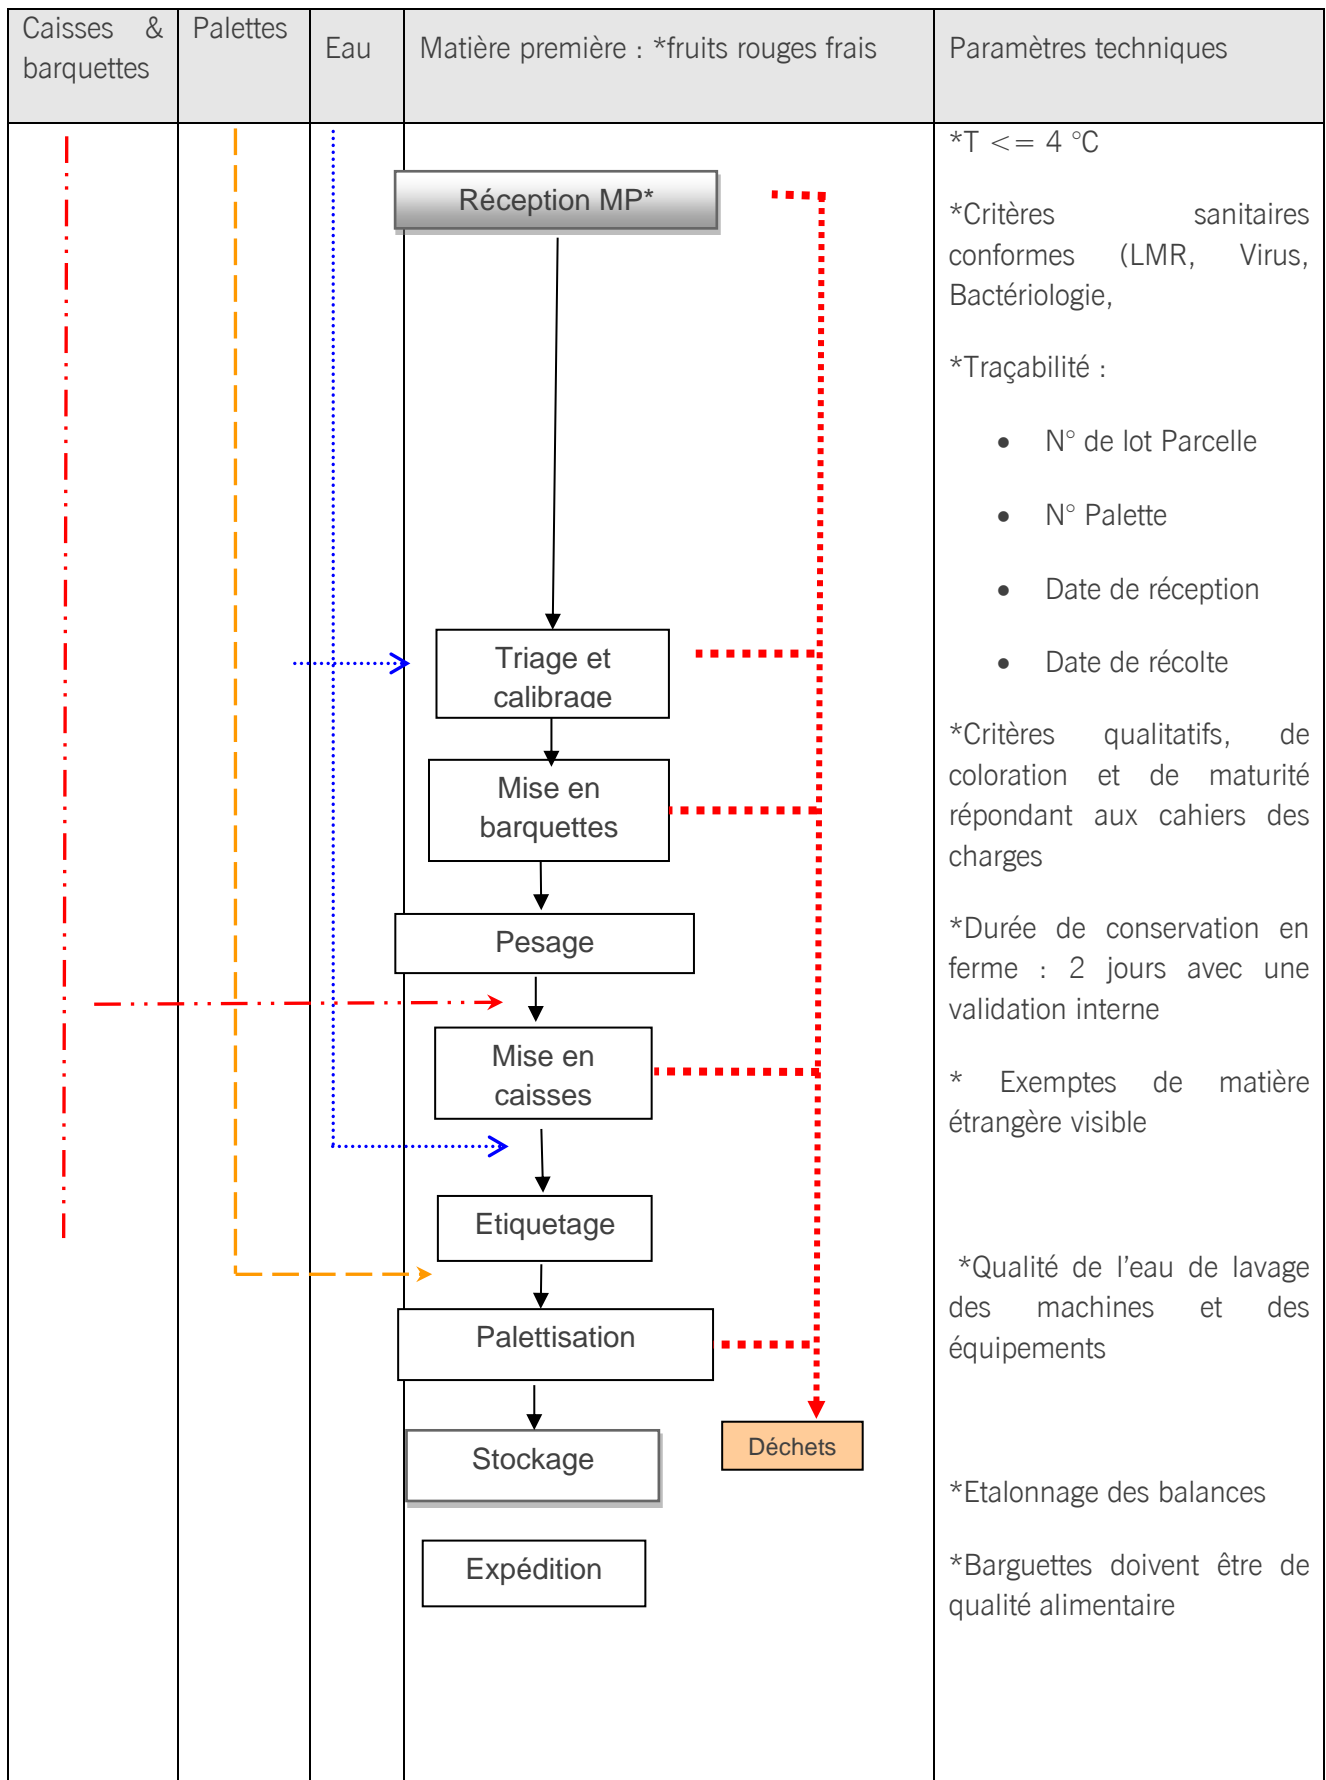 Caisses &
barquettes
Palettes
Eau
Matière première : *fruits rouges frais
Paramètres techniques
Réception MP*
Triage et
calibrage
Mise en
barquettes
Pesage
Mise en
caisses
Etiquetage
Palettisation
Stockage
Déchets
Expédition
*T <= 4 °C
*Critères sanitaires
conformes (LMR, Virus,
Bactériologie,
*Traçabilité :
• N° de lot Parcelle
• N° Palette
• Date de réception
• Date de récolte
*Critères qualitatifs, de
coloration et de maturité
répondant aux cahiers des
charges
*Durée de conservation en
ferme : 2 jours avec une
validation interne
* Exemptes de matière
étrangère visible
*Qualité de l'eau de lavage
des machines et des
équipements
*Etalonnage des balances
*Barguettes doivent être de
qualité alimentaire